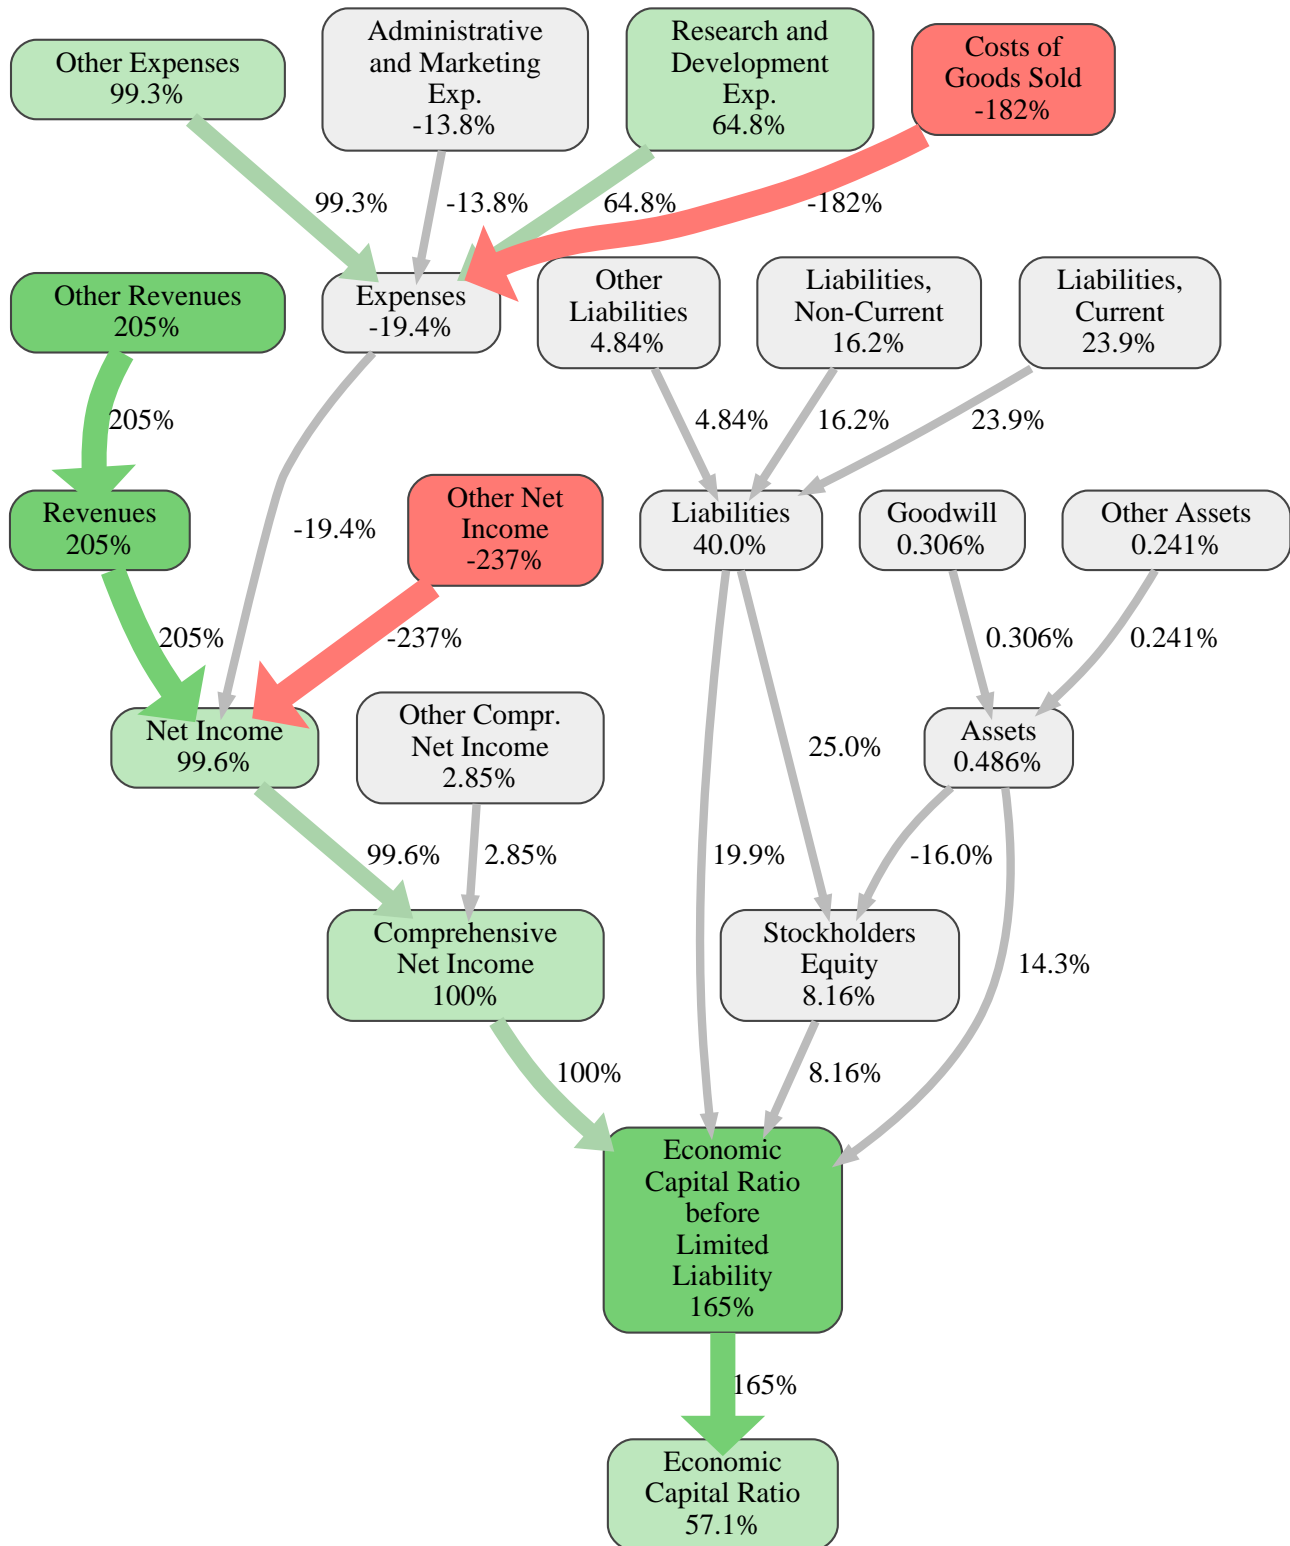 Other Expenses
99.3%
Administrative
and Marketing
Exp.
-13.8%
Research and
Development
Exp.
64.8%
Costs of
Goods Sold
-182%
99.3%
-13.8%
64.8%
-182%
Other Revenues
205%
Expenses
-19.4%
Other
Liabilities
4.84%
Liabilities,
Non-Current
16.2%
Liabilities,
Current
23.9%
205%
4.84%
16.2%
23.9%
Revenues
205%
-19.4%
Other Net
Income
-237%
Liabilities
40.0%
Goodwill
0.306%
Other Assets
0.241%
205%
-237%
0.306%
0.241%
Net Income
99.6%
Other Compr.
Net Income
2.85%
25.0%
Assets
0.486%
99.6%
2.85%
19.9%
-16.0%
Comprehensive
Net Income
100%
Stockholders
Equity
8.16%
14.3%
100%
8.16%
Economic
Capital Ratio
before
Limited
Liability
165%
165%
Economic
Capital Ratio
57.1%